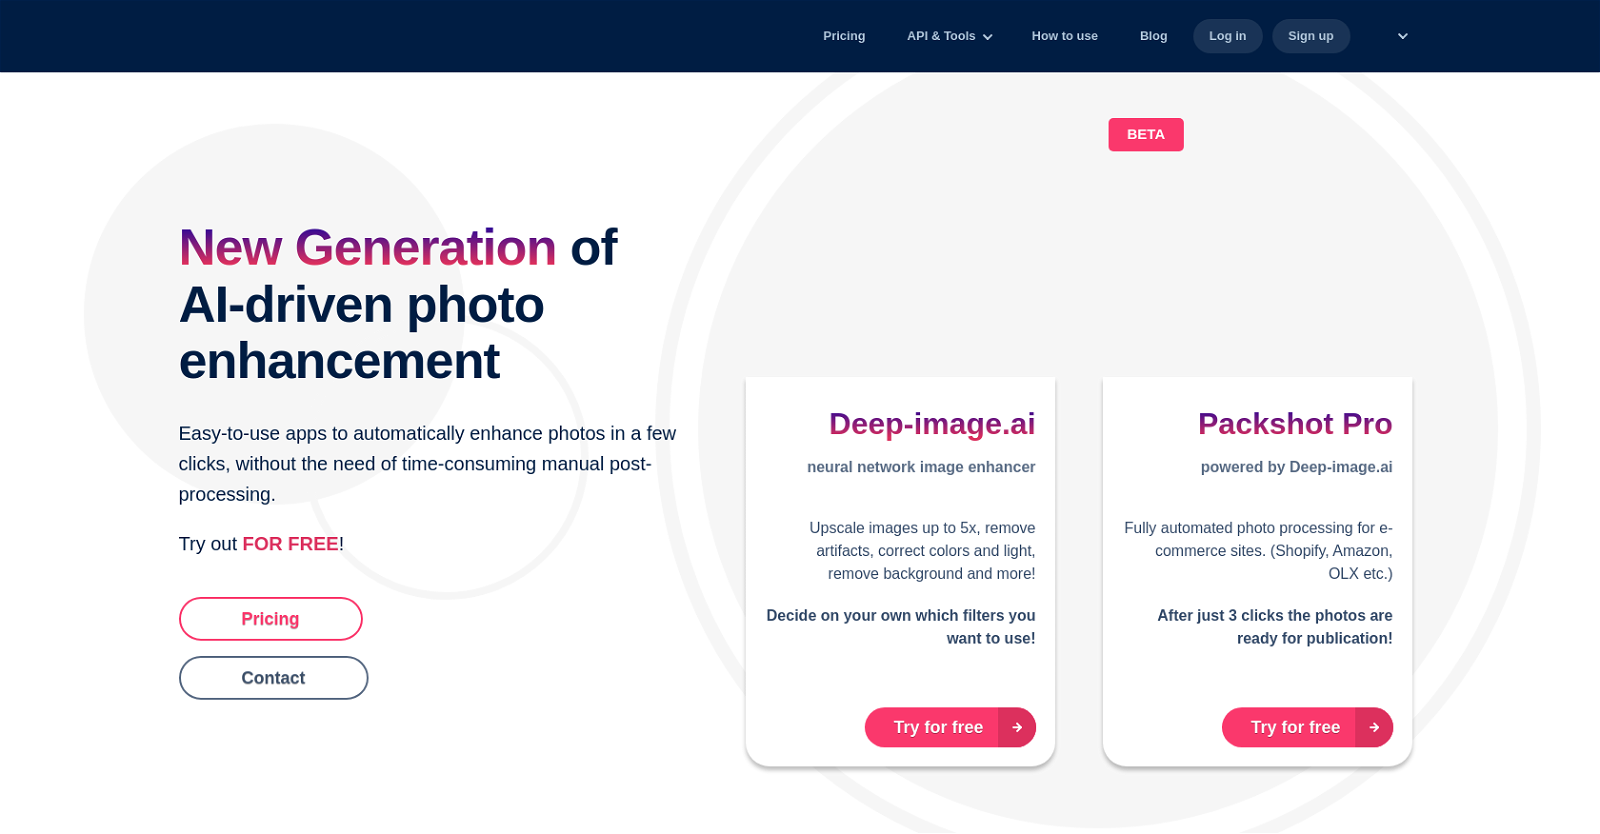 Pricing
API & Tools
How to use
Blog
Log in
Sign up
BETA
New Generation of
AI-driven photo
enhancement
Easy-to-use apps to automatically enhance photos in a few
clicks, without the need of time-consuming manual post-
processing.
Try out FOR FREE!
Pricing
Contact
Deep-image.ai
neural network image enhancer
Upscale images up to 5x, remove
artifacts, correct colors and light,
remove background and more!
Decide on your own which filters you
want to use!
Try for free
Packshot Pro
powered by Deep-image.ai
Fully automated photo processing for e-
commerce sites. (Shopify, Amazon,
OLX etc.)
After just 3 clicks the photos are
ready for publication!
Try for free